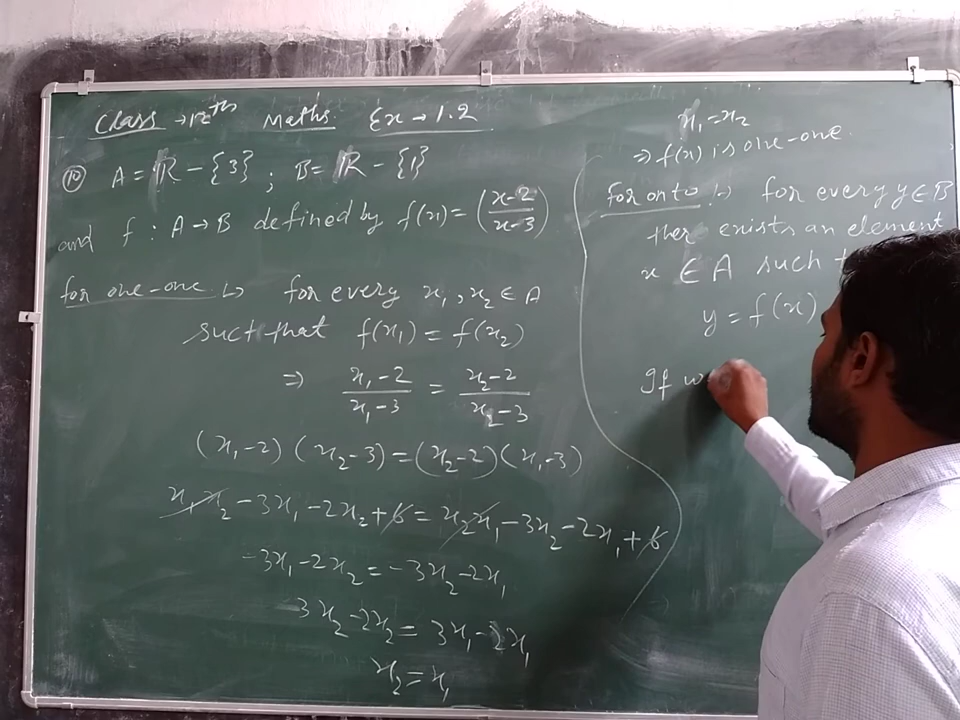 Class → 12th Maths. Ex → 1.2
(10) A = ℝ - {3} ; B = ℝ - {1}
and f : A → B defined by f(x) = ((x-2)/(x-3))
for one-one ↳ for every x₁, x₂ ∈ A
such that f(x₁) = f(x₂)
⇒ (x₁-2)/(x₁-3) = (x₂-2)/(x₂-3)
(x₁-2) (x₂-3) = (x₂-2) (x₁-3)
x₁x₂ - 3x₁ - 2x₂ + 6 = x₂x₁ - 3x₂ - 2x₁ + 6
-3x₁ - 2x₂ = -3x₂ - 2x₁
3x₂ - 2x₂ = 3x₁ - 2x₁
x₂ = x₁
x₁ = x₂
⇒ f(x) is one-one.
For onto ↳ for every y ∈ B
ther exists an element
x ∈ A such
y = f(x)
If